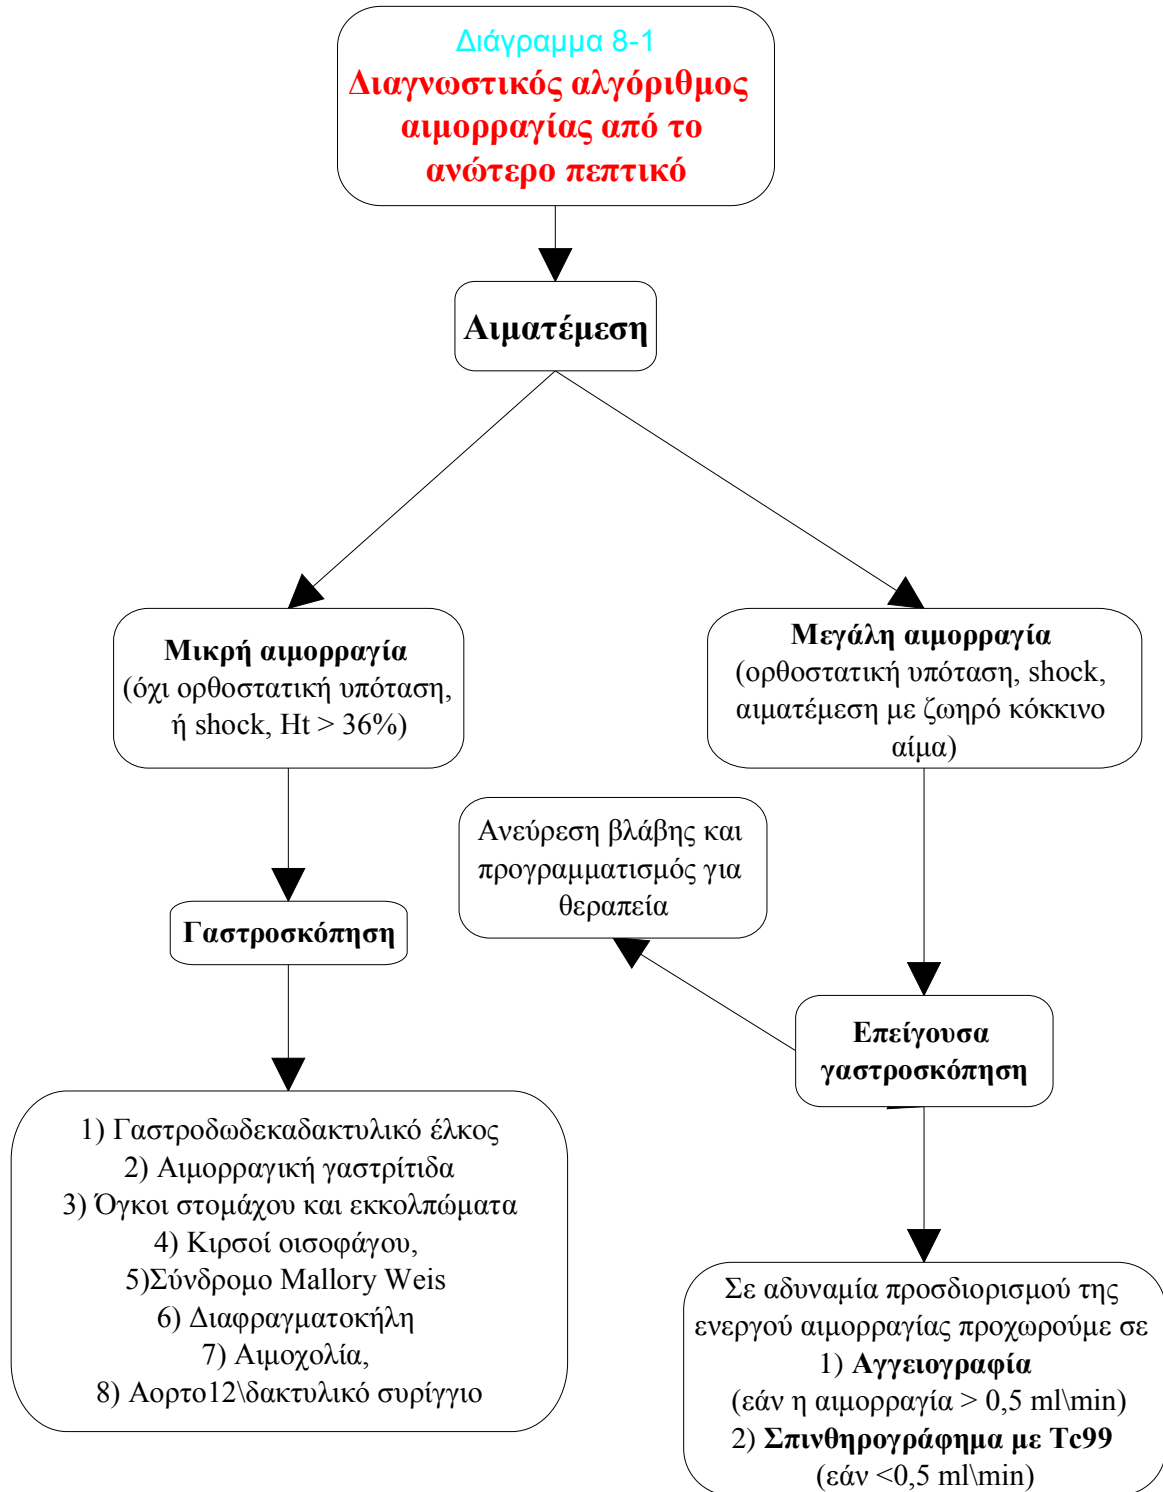 Διάγραμμα 8-1
Διαγνωστικός αλγόριθμος
αιμορραγίας από το
ανώτερο πεπτικό
Αιματέμεση
Μικρή αιμορραγία
(όχι ορθοστατική υπόταση,
ή shock, Ht > 36%)
Μεγάλη αιμορραγία
(ορθοστατική υπόταση, shock,
αιματέμεση με ζωηρό κόκκινο
αίμα)
Ανεύρεση βλάβης και
προγραμματισμός για
θεραπεία
Γαστροσκόπηση
Επείγουσα
γαστροσκόπηση
1) Γαστροδωδεκαδακτυλικό έλκος
2) Αιμορραγική γαστρίτιδα
3) Όγκοι στομάχου και εκκολπώματα
4) Κιρσοί οισοφάγου,
5)Σύνδρομο Mallory Weis
6) Διαφραγματοκήλη
7) Αιμοχολία,
8) Αορτο12\δακτυλικό συρίγγιο
Σε αδυναμία προσδιορισμού της
ενεργού αιμορραγίας προχωρούμε σε
1) Αγγειογραφία
(εάν η αιμορραγία > 0,5 ml\min)
2) Σπινθηρογράφημα με Tc99
(εάν <0,5 ml\min)